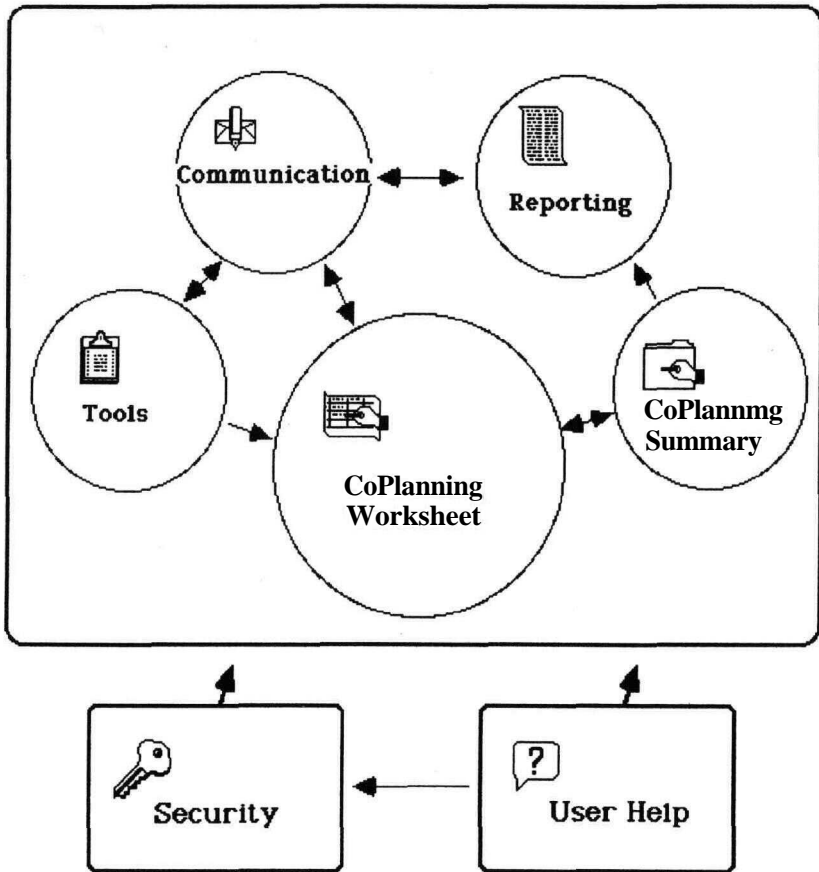 Communication
Reporting
Tools
CoPlannmg
Summary
CoPlanning
Worksheet
?
Security
User Help